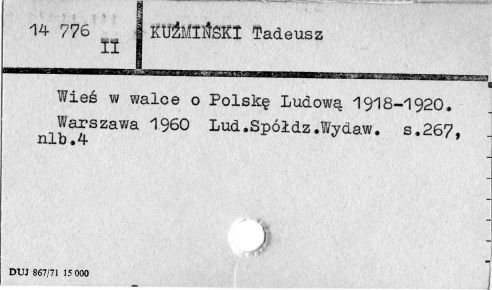 14 776
II
KUŹMIŃSKI Tadeusz
Wieś w walce o Polskę Ludową 1918-1920.
Warszawa 1960 Lud.Spółdz.Wydaw. s.267,
nlb.4
DUJ 867/71 15 000